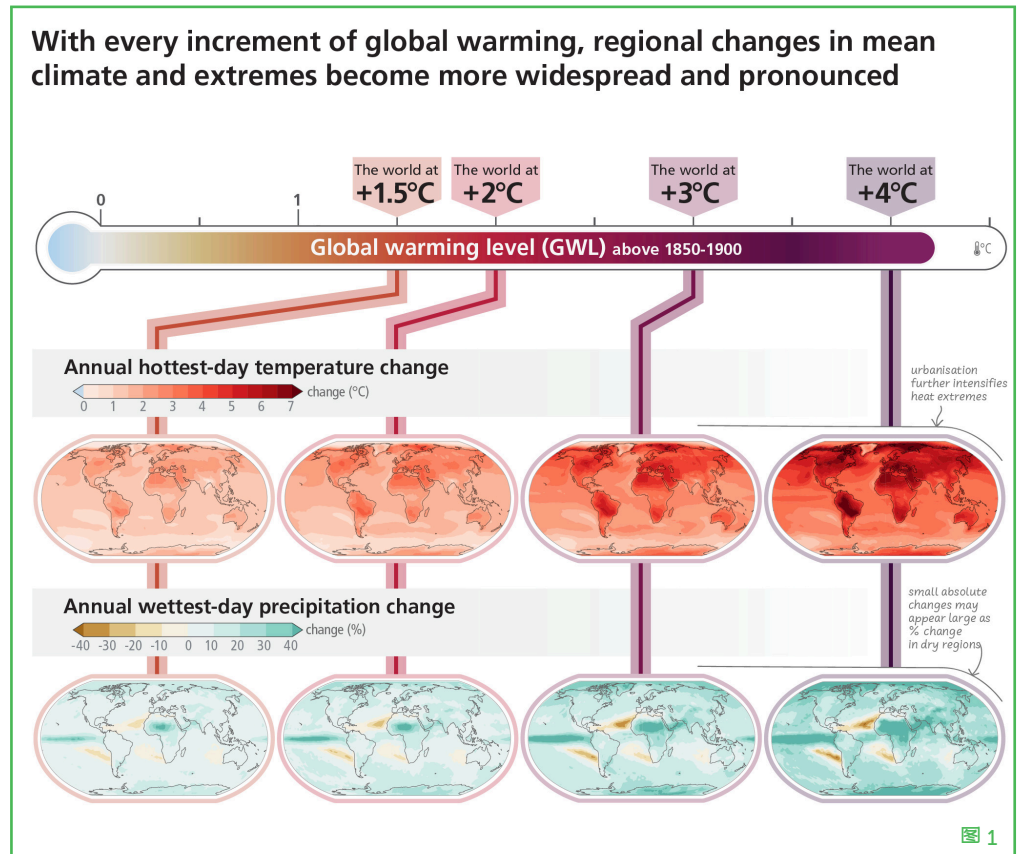 With every increment of global warming, regional changes in mean
climate and extremes become more widespread and pronounced
The world at
+1.5°C
The world at
+2°C
The world at
+3°C
The world at
+4°C
0
1
Global warming level (GWL) above 1850-1900
°C
Annual hottest-day temperature change
change (°C)
0 1 2 3 4 5 6 7
urbanisation
further intensifies
heat extremes
Annual wettest-day precipitation change
change (%)
-40 -30 -20 -10 0 10 20 30 40
small absolute
changes may
appear large as
% change
in dry regions
图 1